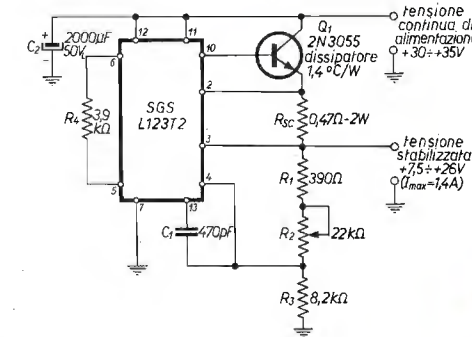 C2
+
2000µF
50V
-
12
11
6
10
2
3
4
5
7
13
SGS
L123T2
R4
3,9
kΩ
C1
470pF
Q1
2N3055
dissipatore
1,4°C/W
RSC
0,47Ω-2W
R1
390Ω
R2
22kΩ
R3
8,2kΩ
tensione
continua di
alimentazione
+30÷+35V
tensione
stabilizzata
+7,5÷+26V
(Imax=1,4A)